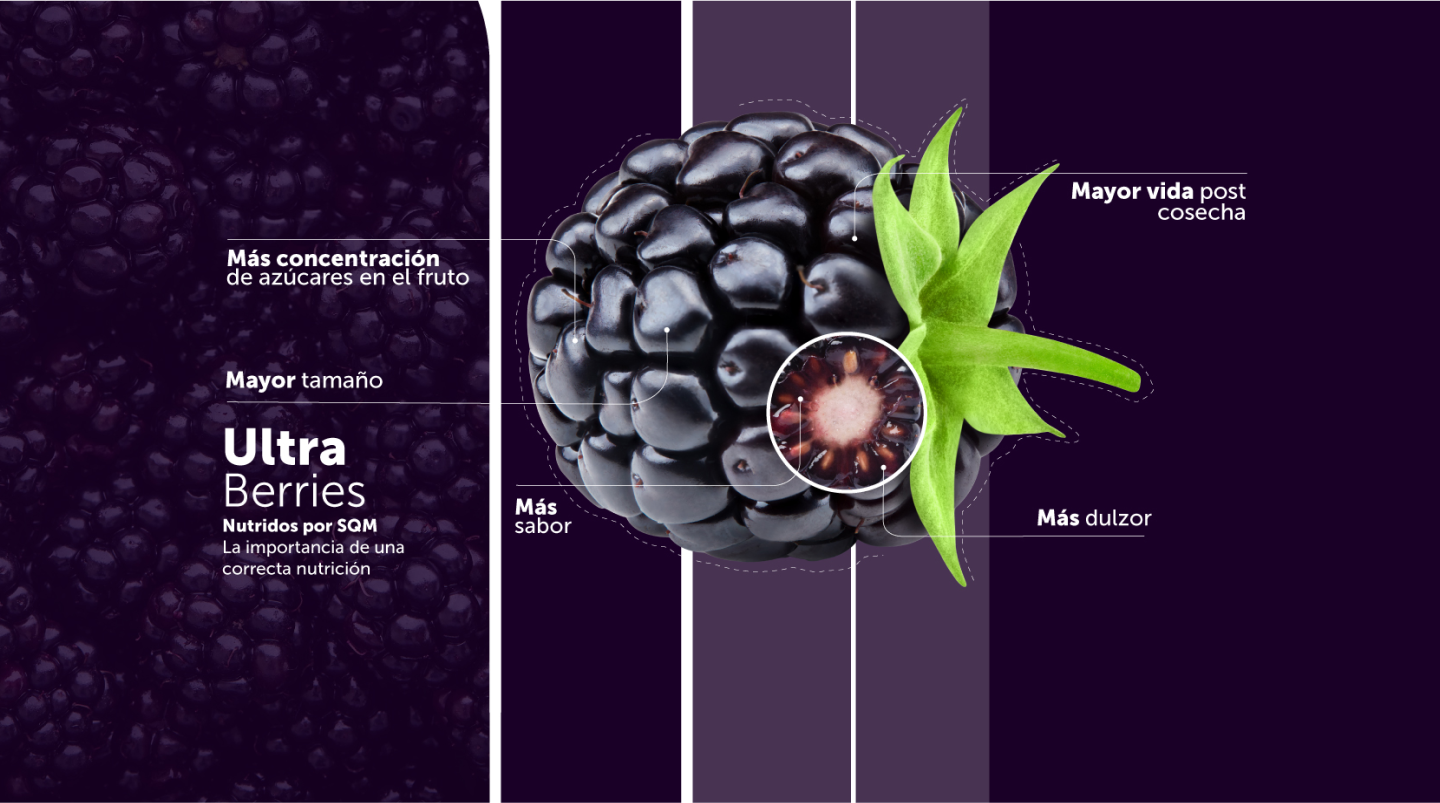 Mayor vida post
cosecha
Más concentración
de azúcares en el fruto
Mayor tamaño
Ultra
Berries
Nutridos por SQM
La importancia de una
correcta nutrición
Más
sabor
Más dulzor